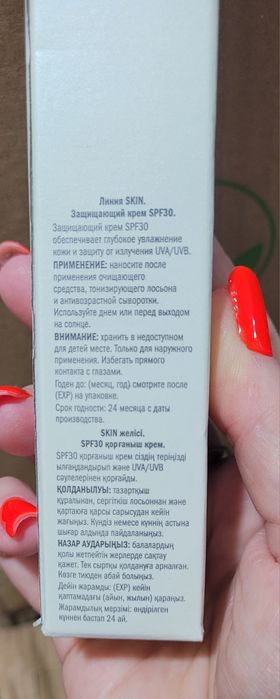 Линия SKIN.
Защищающий крем SPF30.
Защищающий крем SPF30
обеспечивает глубокое увлажнение
кожи и защиту от излучения UVA/UVB.
ПРИМЕНЕНИЕ: наносите после
применения очищающего
средства, тонизирующего лосьона
и антивозрастной сыворотки.
Используйте днем или перед выходом
на солнце.
ВНИМАНИЕ: хранить в недоступном
для детей месте. Только для наружного
применения. Избегать прямого
контакта с глазами.
Годен до: (месяц, год) смотрите после
(EXP) на упаковке.
Срок годности: 24 месяца с даты
производства.
SKIN желісі.
SPF30 қорғаныш крем.
SPF30 қорғаныш крем сіздің теріңізді
ылғалдандырып және UVA/UVB
сәулелерінен қорғайды.
ҚОЛДАНЫЛУЫ: тазартқыш
құралынан, сергіткіш лосьоннан және
қартаюға қарсы сарысудан кейін
жағыңыз. Күндіз немесе күннің астына
шығар алдында пайдаланыңыз.
НАЗАР АУДАРЫҢЫЗ: балалардың
қолы жетпейтін жерлерде сақтау
қажет. Тек сыртқы қолдануға арналған.
Көзге тиюден абай болыңыз.
Дейін жарамды: (EXP) кейін
қаптамадағы (айын, жылын) қараңыз.
Жарамдылық мерзімі: өндірілген
күннен бастап 24 ай.